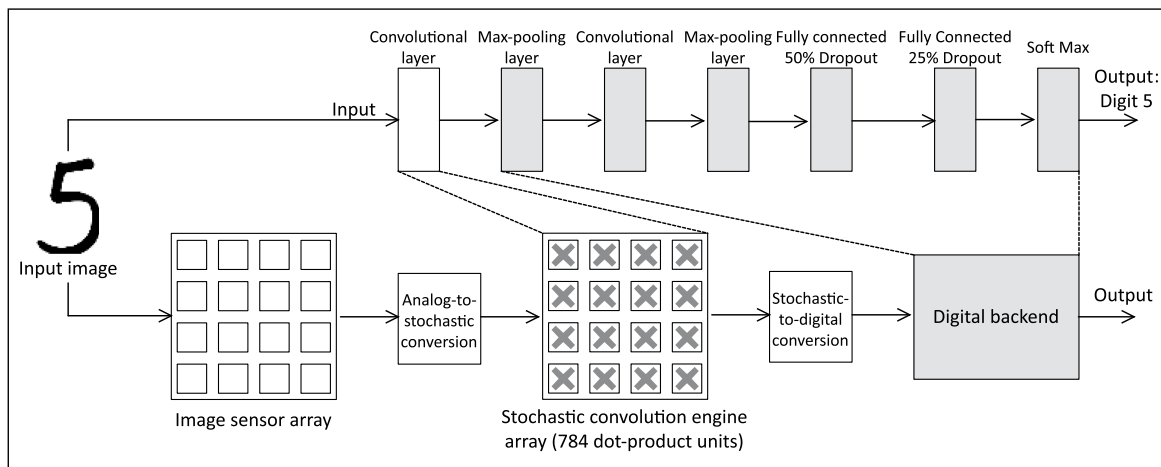 Convolutional
layer
Max-pooling
layer
Convolutional
layer
Max-pooling
layer
Fully connected
50% Dropout
Fully Connected
25% Dropout
Soft Max
Input
Output:
Digit 5
5
Input image
Image sensor array
Analog-to-
stochastic
conversion
Stochastic convolution engine
array (784 dot-product units)
Stochastic-
to-digital
conversion
Digital backend
Output